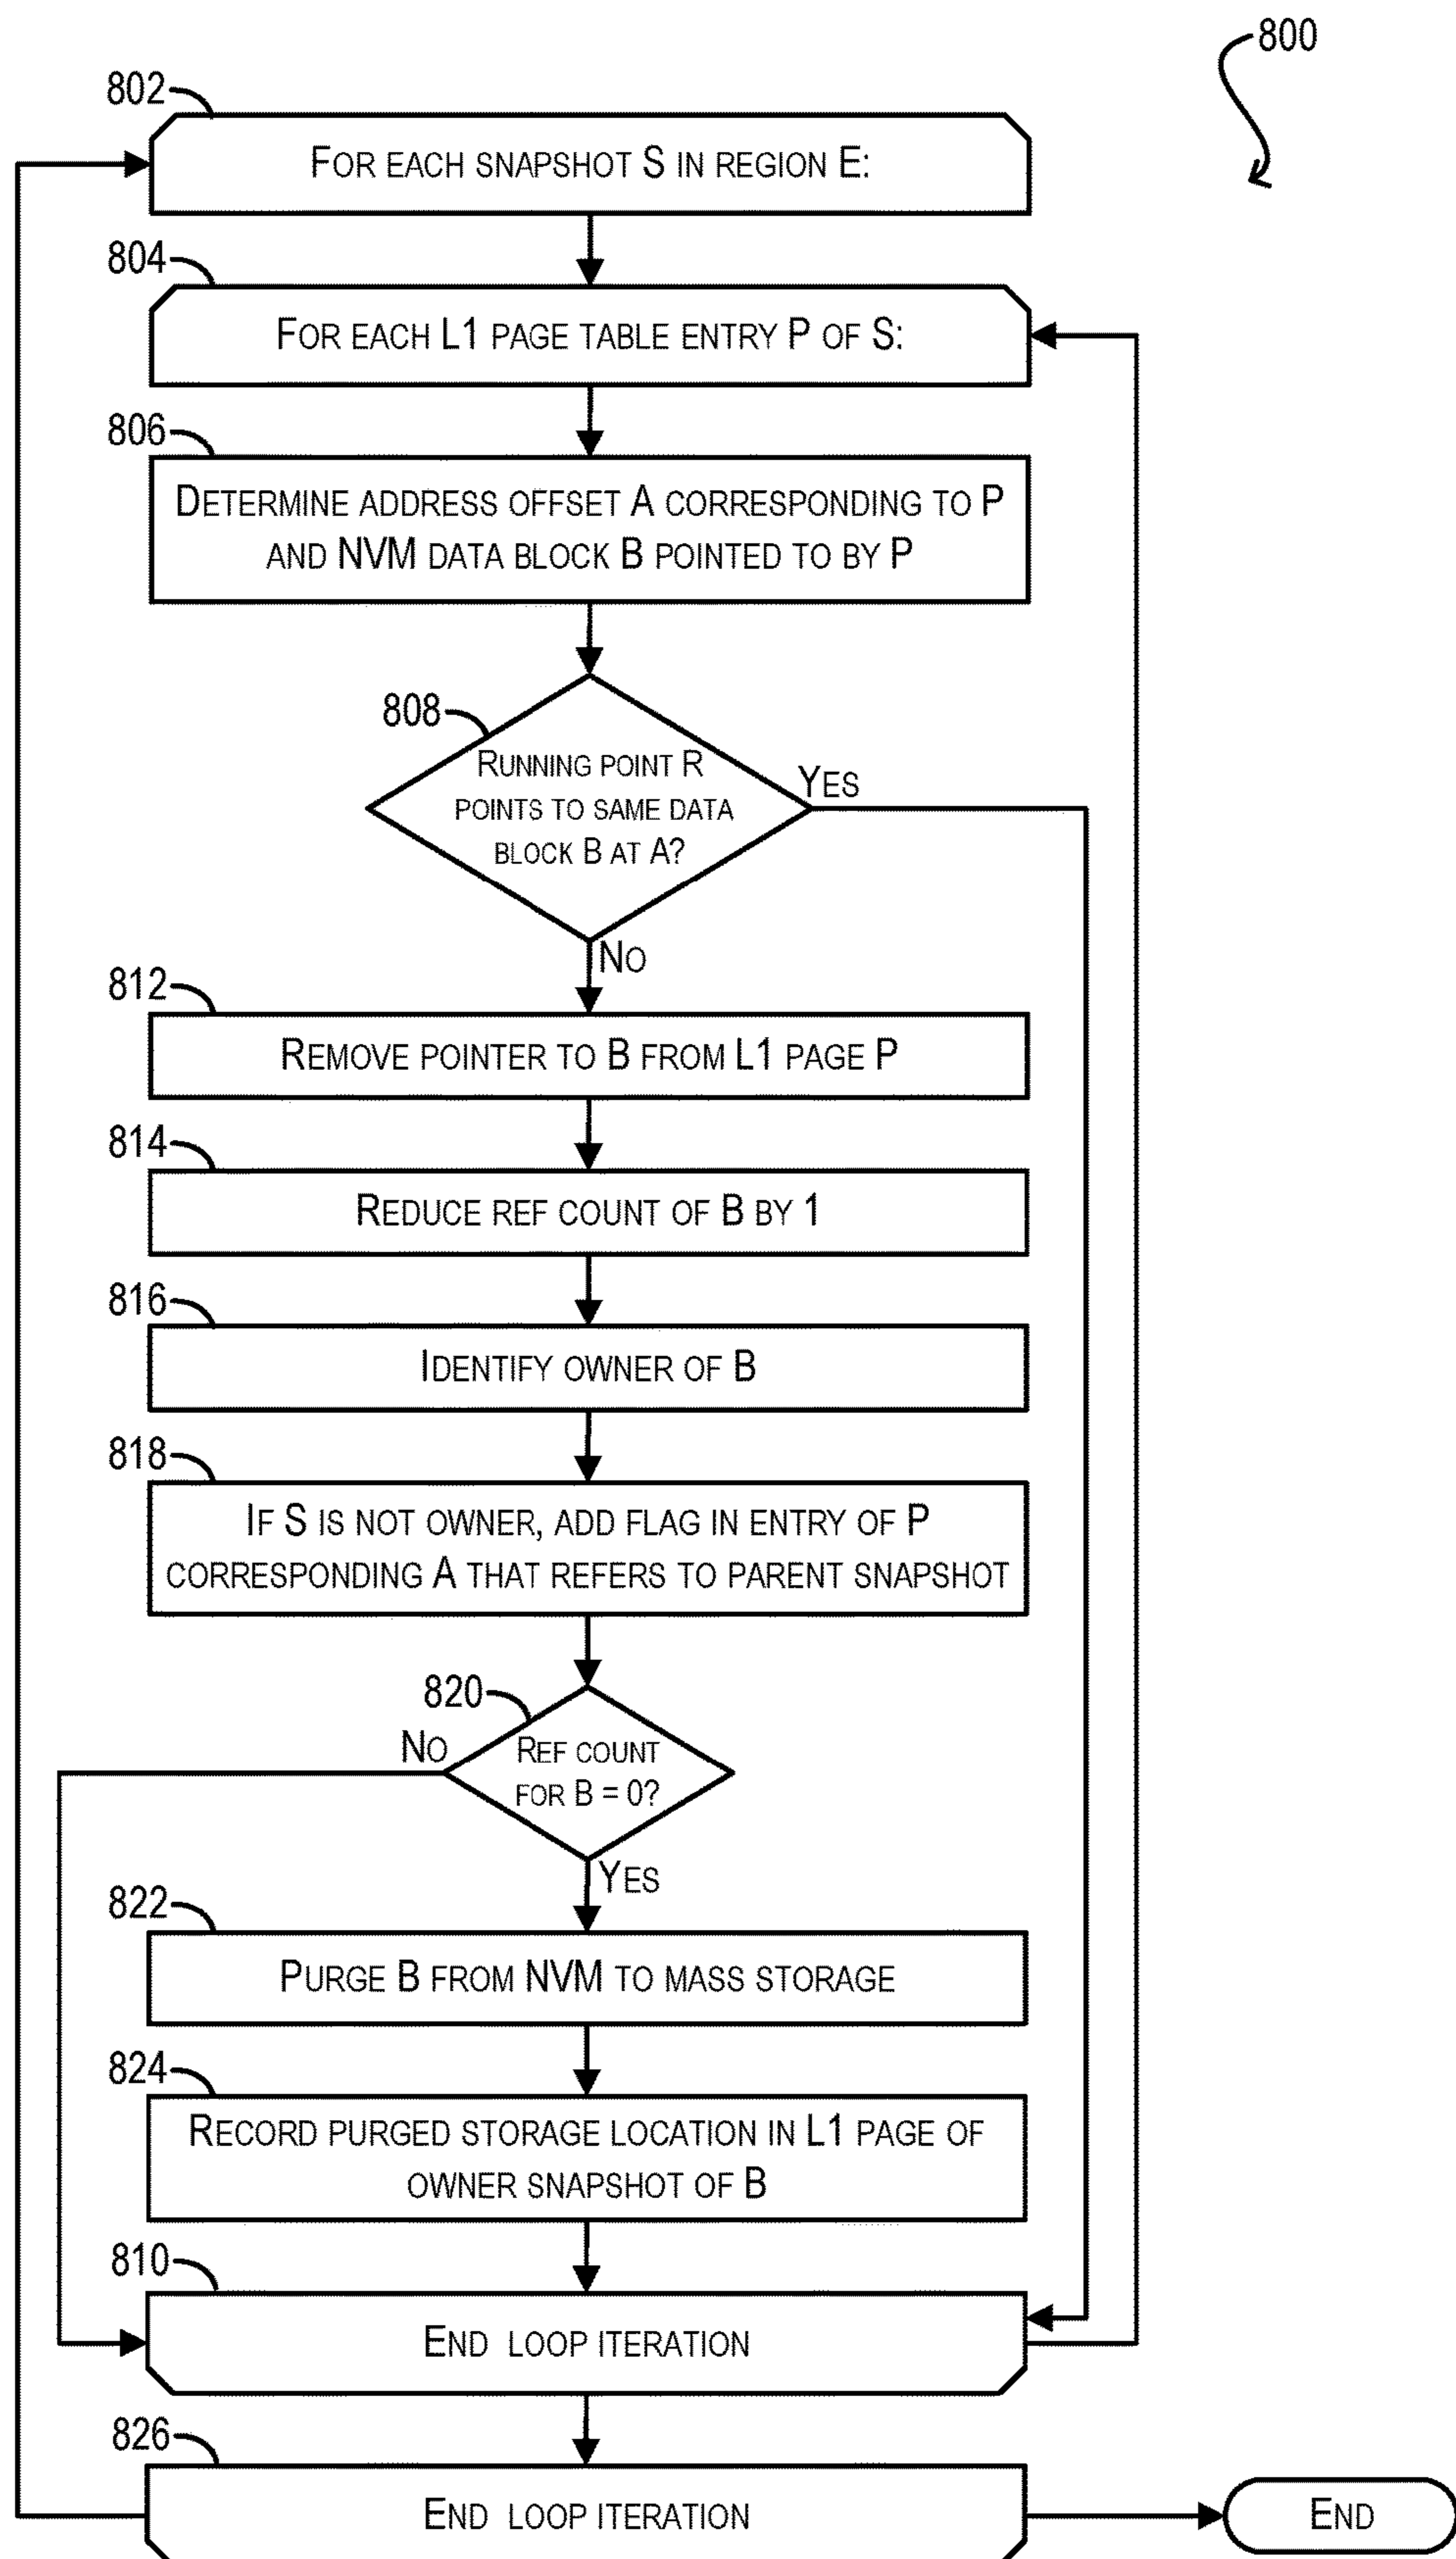 800
802
For each snapshot S in region E:
804
For each L1 page table entry P of S:
806
Determine address offset A corresponding to P
and NVM data block B pointed to by P
808
Running point R
points to same data
block B at A?
Yes
No
812
Remove pointer to B from L1 page P
814
Reduce ref count of B by 1
816
Identify owner of B
818
If S is not owner, add flag in entry of P
corresponding A that refers to parent snapshot
820
No
Ref count
for B = 0?
Yes
822
Purge B from NVM to mass storage
824
Record purged storage location in L1 page of
owner snapshot of B
810
End loop iteration
826
End loop iteration
End